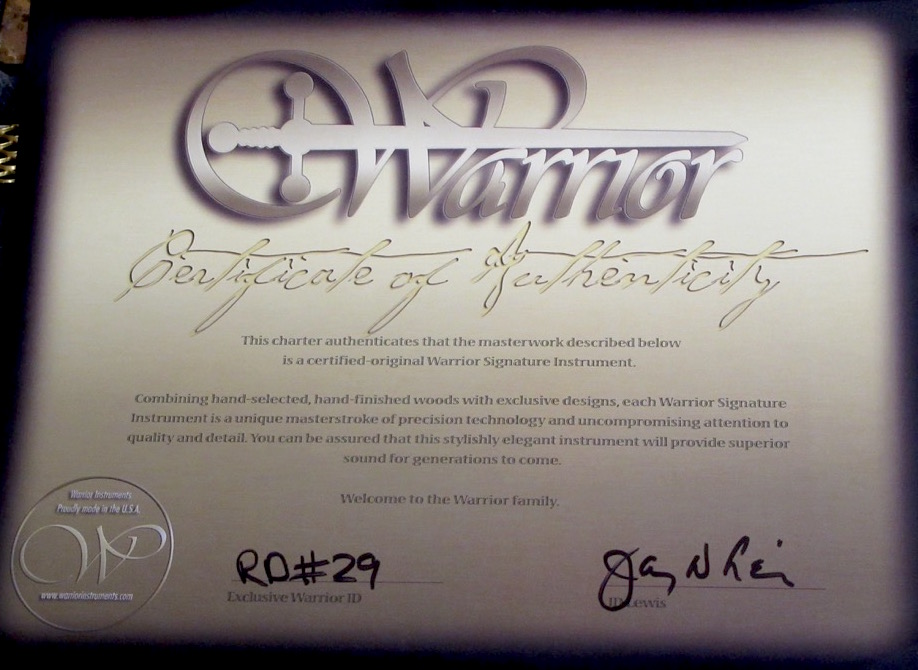 Warrior
Certificate of Authenticity
This charter authenticates that the masterwork described below
is a certified-original Warrior Signature Instrument.
Combining hand-selected, hand-finished woods with exclusive designs, each Warrior Signature
Instrument is a unique masterstroke of precision technology and uncompromising attention to
quality and detail. You can be assured that this stylishly elegant instrument will provide superior
sound for generations to come.
Welcome to the Warrior family.
Warrior Instruments
Proudly made in the U.S.A.
W
www.warriorinstruments.com
RD#29
Exclusive Warrior ID
JD Lewis